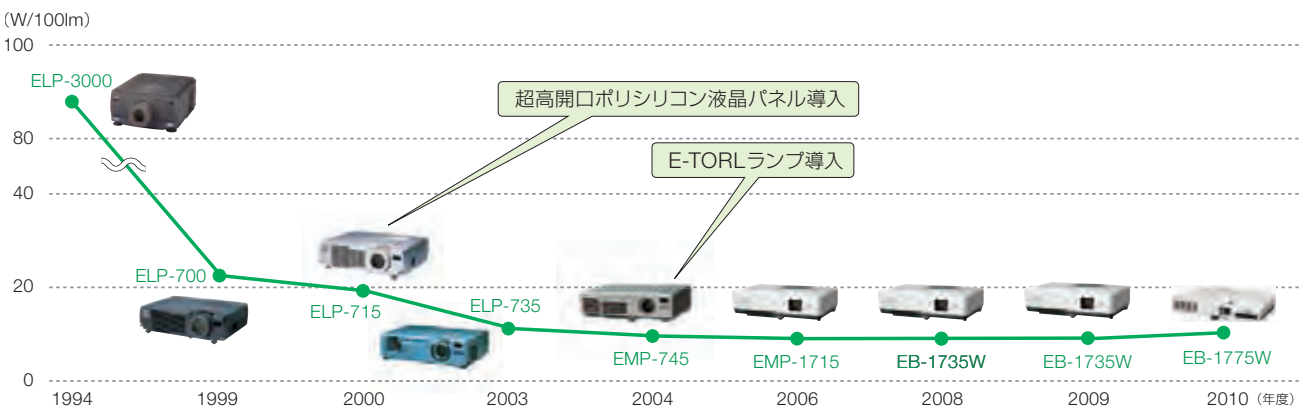 (W/100lm)
100
ELP-3000
超高開口ポリシリコン液晶パネル導入
80
E-TORLランプ導入
40
ELP-700
20
ELP-715
ELP-735
EMP-745
EMP-1715
EB-1735W
EB-1735W
EB-1775W
0
1994
1999
2000
2003
2004
2006
2008
2009
2010（年度）